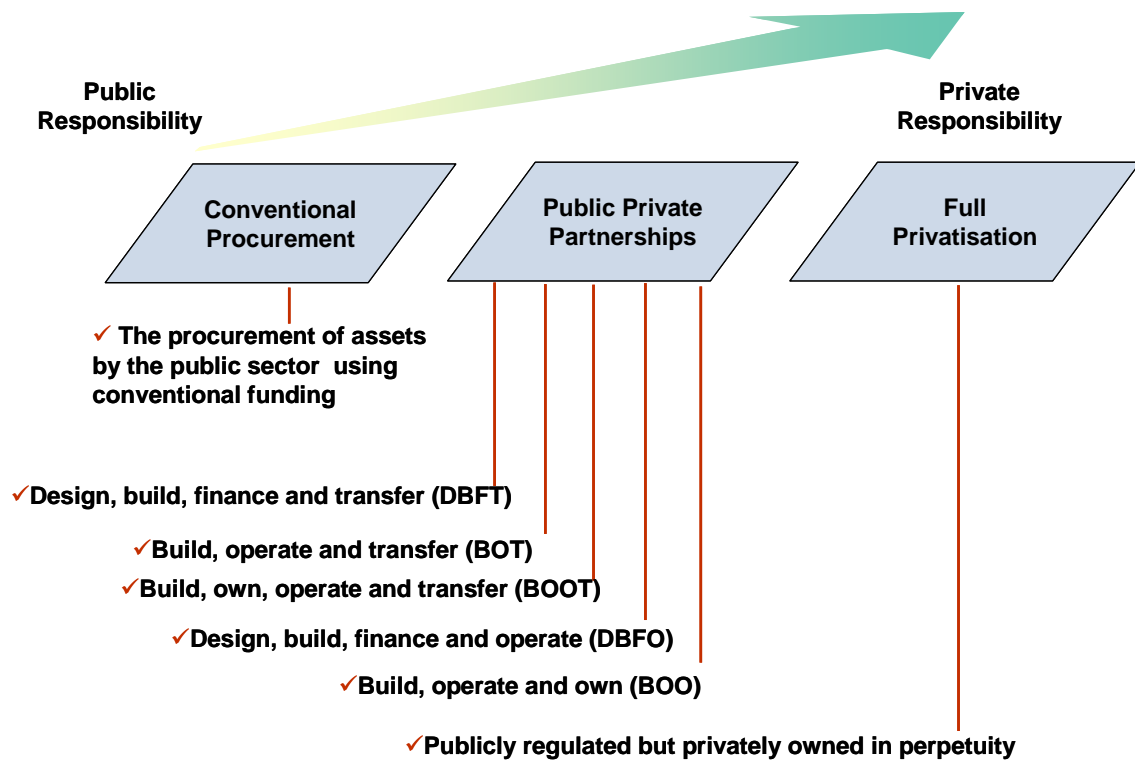 Public
Responsibility
Private
Responsibility
Conventional
Procurement
Public Private
Partnerships
Full
Privatisation
✓ The procurement of assets
by the public sector using
conventional funding
✓Design, build, finance and transfer (DBFT)
✓Build, operate and transfer (BOT)
✓Build, own, operate and transfer (BOOT)
✓Design, build, finance and operate (DBFO)
✓Build, operate and own (BOO)
✓Publicly regulated but privately owned in perpetuity